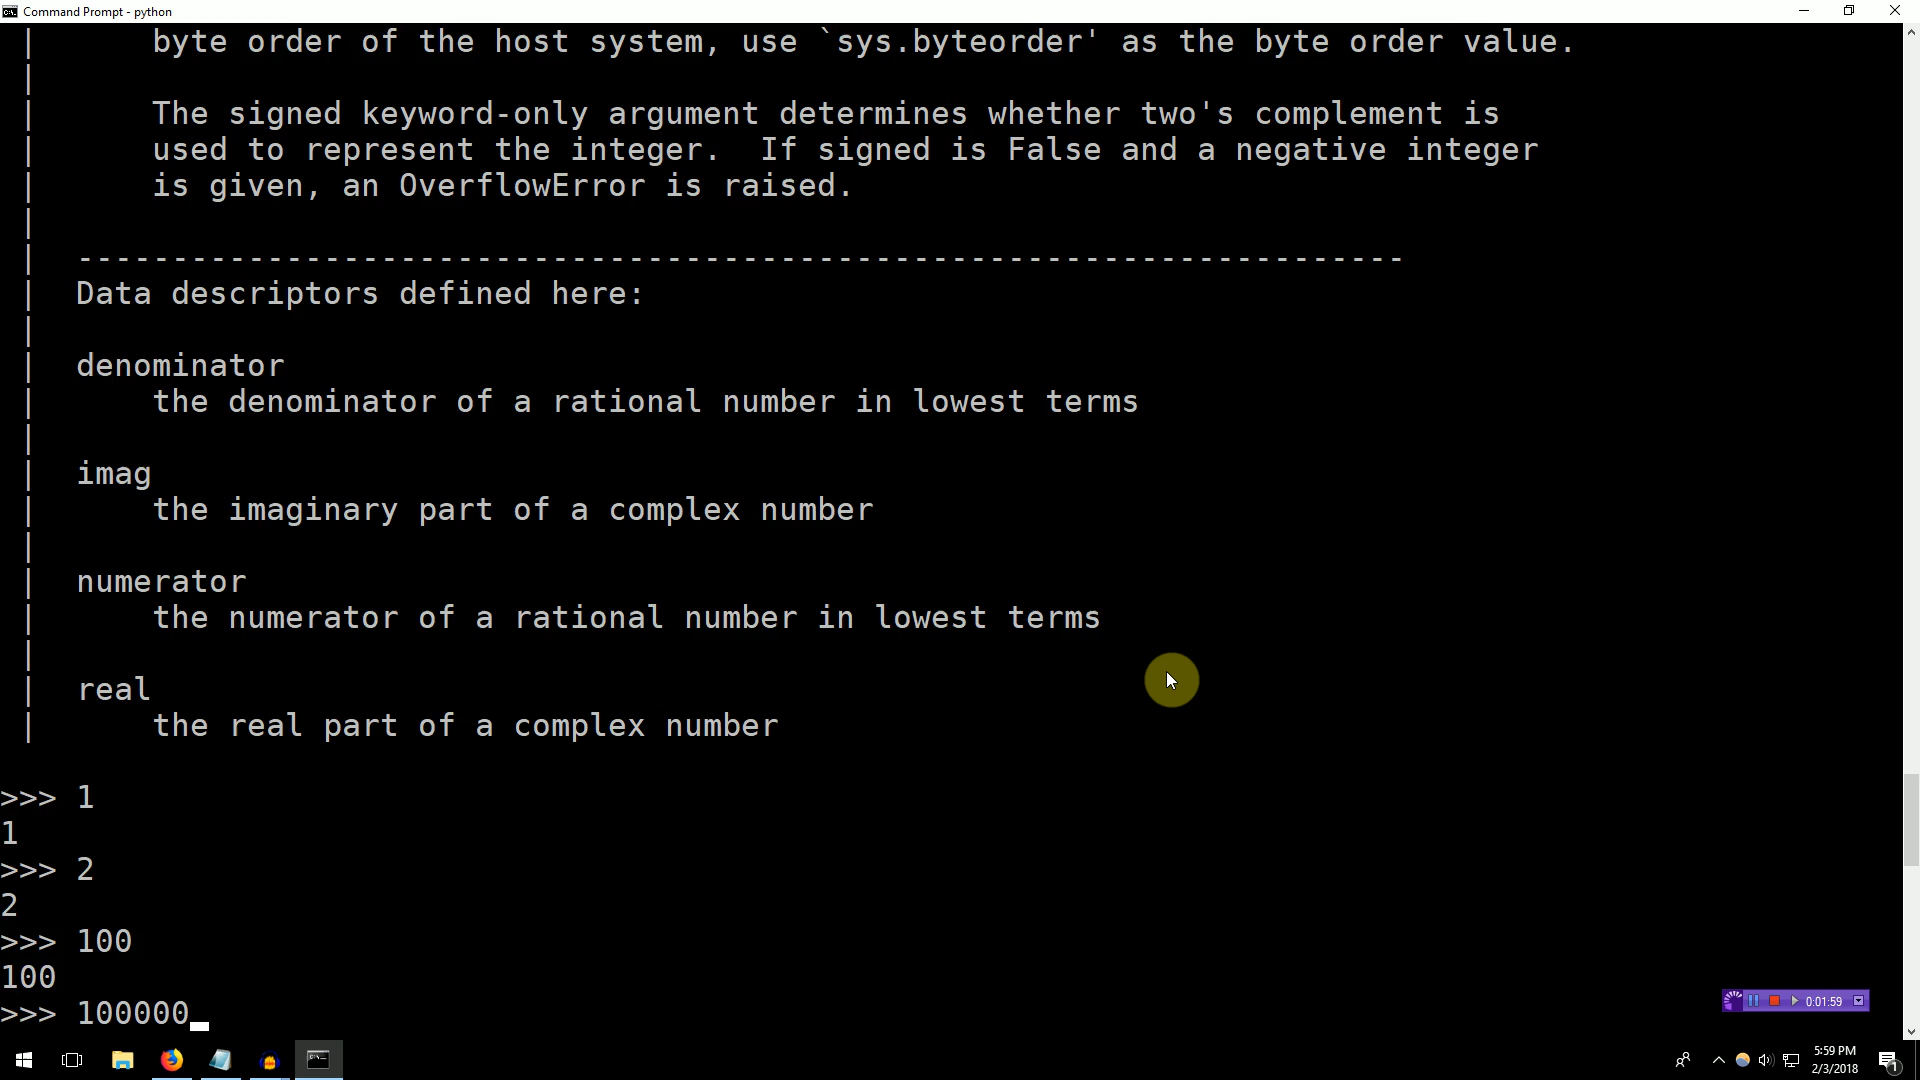 Command Prompt - python
| byte order of the host system, use `sys.byteorder' as the byte order value.
|
| The signed keyword-only argument determines whether two's complement is
| used to represent the integer.  If signed is False and a negative integer
| is given, an OverflowError is raised.
|
| ----------------------------------------------------------------------
| Data descriptors defined here:
|
| denominator
| the denominator of a rational number in lowest terms
|
| imag
| the imaginary part of a complex number
|
| numerator
| the numerator of a rational number in lowest terms
|
| real
| the real part of a complex number
>>> 1
1
>>> 2
2
>>> 100
100
>>> 100000_
0:01:59
5:59 PM
2/3/2018
1